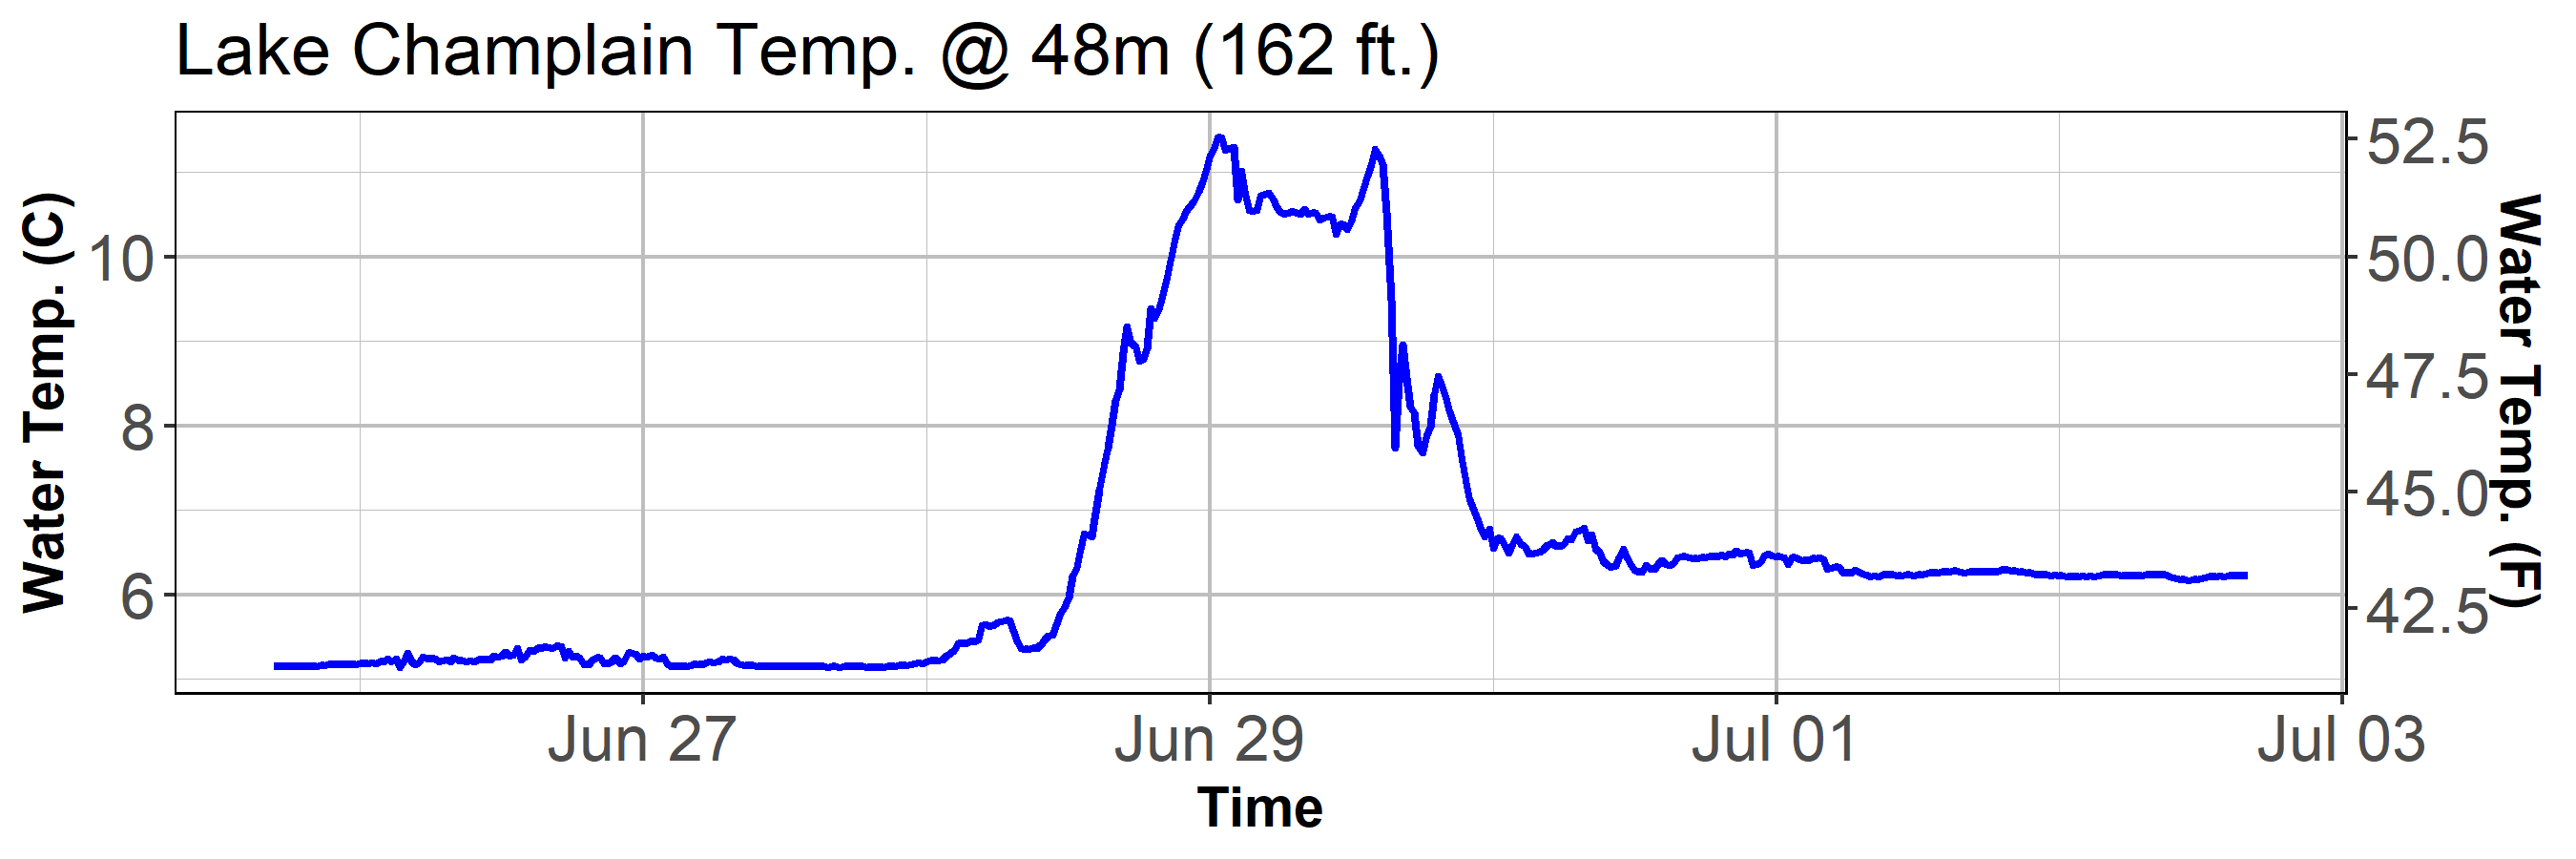 Lake Champlain Temp. @ 48m (162 ft.)
Water Temp. (C)
10
8
6
52.5
50.0
47.5
45.0
42.5
Water Temp. (F)
Jun 27
Jun 29
Jul 01
Jul 03
Time